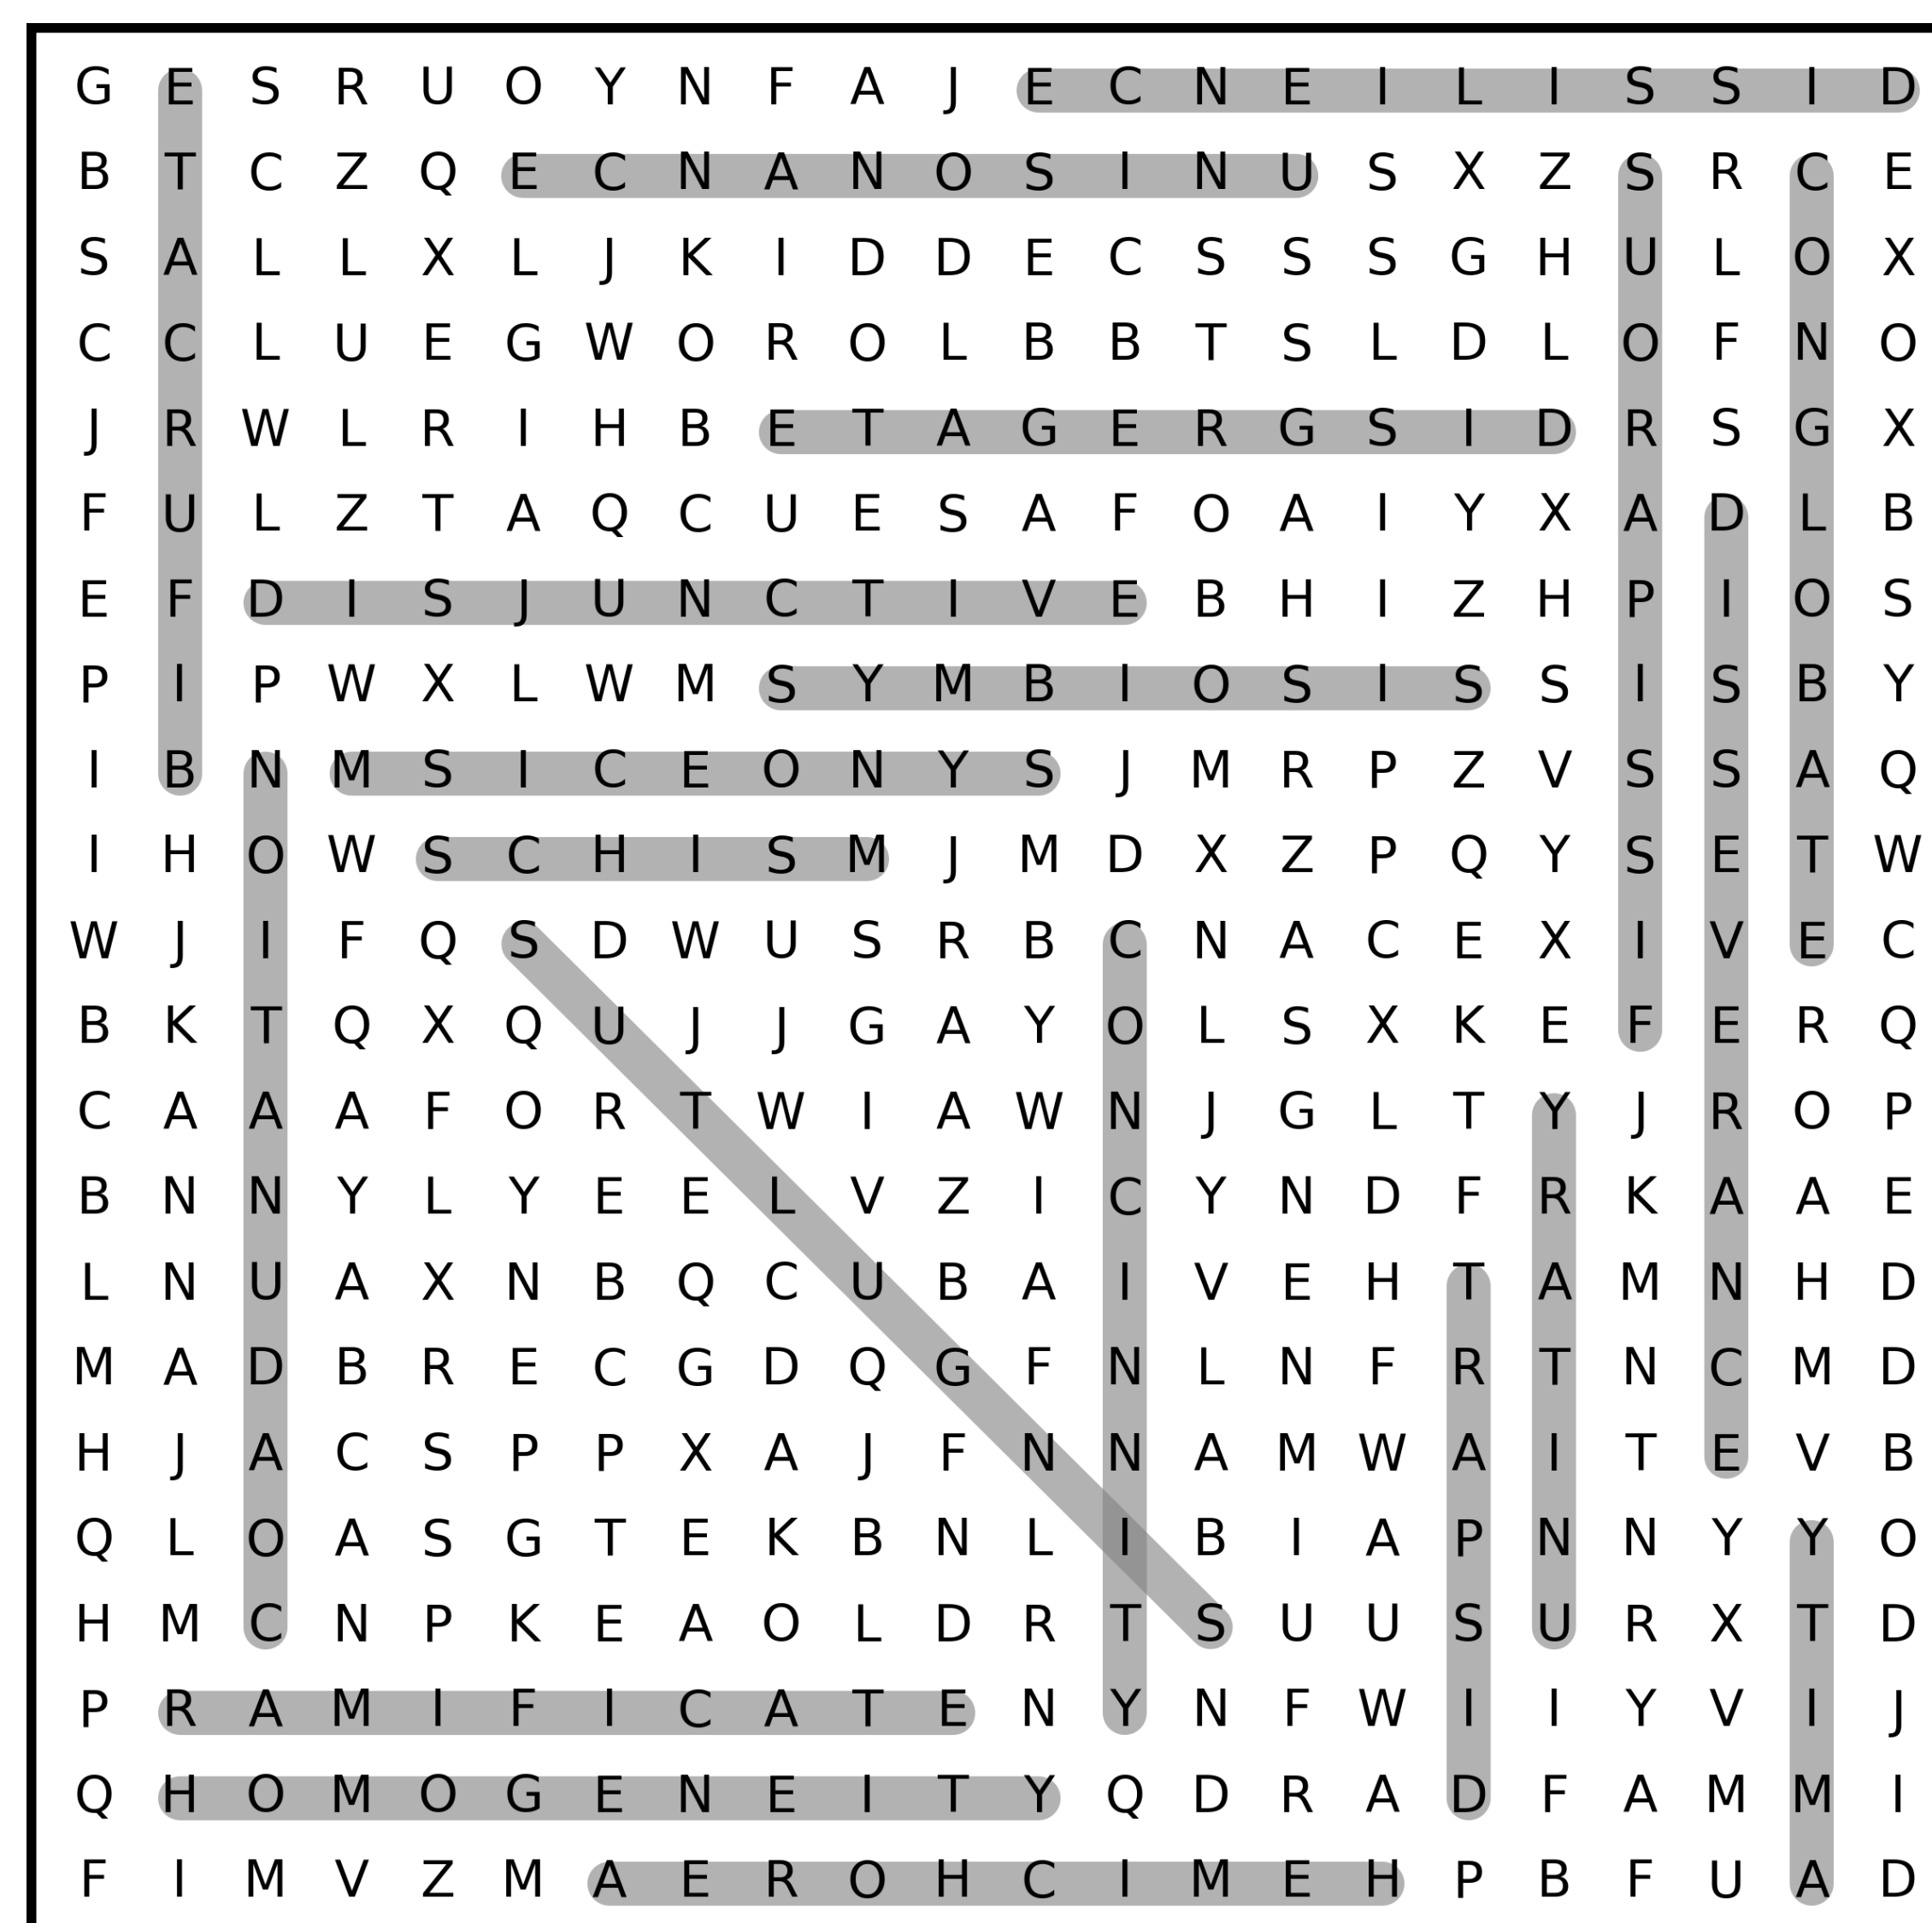 G E S R U O Y N F A J E C N E I L I S S I D
B T C Z Q E C N A N O S I N U S X Z S R C E
S A L L X L J K I D D E C S S S G H U L O X
C C L U E G W O R O L B B T S L D L O F N O
J R W L R I H B E T A G E R G S I D R S G X
F U L Z T A Q C U E S A F O A I Y X A D L B
E F D I S J U N C T I V E B H I Z H P I O S
P I P W X L W M S Y M B I O S I S S I S B Y
I B N M S I C E O N Y S J M R P Z V S S A Q
I H O W S C H I S M J M D X Z P Q Y S E T W
W J I F Q S D W U S R B C N A C E X I V E C
B K T Q X Q U J J G A Y O L S X K E F E R Q
C A A A F O R T W I A W N J G L T Y J R O P
B N N Y L Y E E L V Z I C Y N D F R K A A E
L N U A X N B Q C U B A I V E H T A M N H D
M A D B R E C G D Q G F N L N F R T N C M D
H J A C S P P X A J F N N A M W A I T E V B
Q L O A S G T E K B N L I B I A P N N Y Y O
H M C N P K E A O L D R T S U U S U R X T D
P R A M I F I C A T E N Y N F W I I Y V I J
Q H O M O G E N E I T Y Q D R A D F A M M I
F I M V Z M A E R O H C I M E H P B F U A D